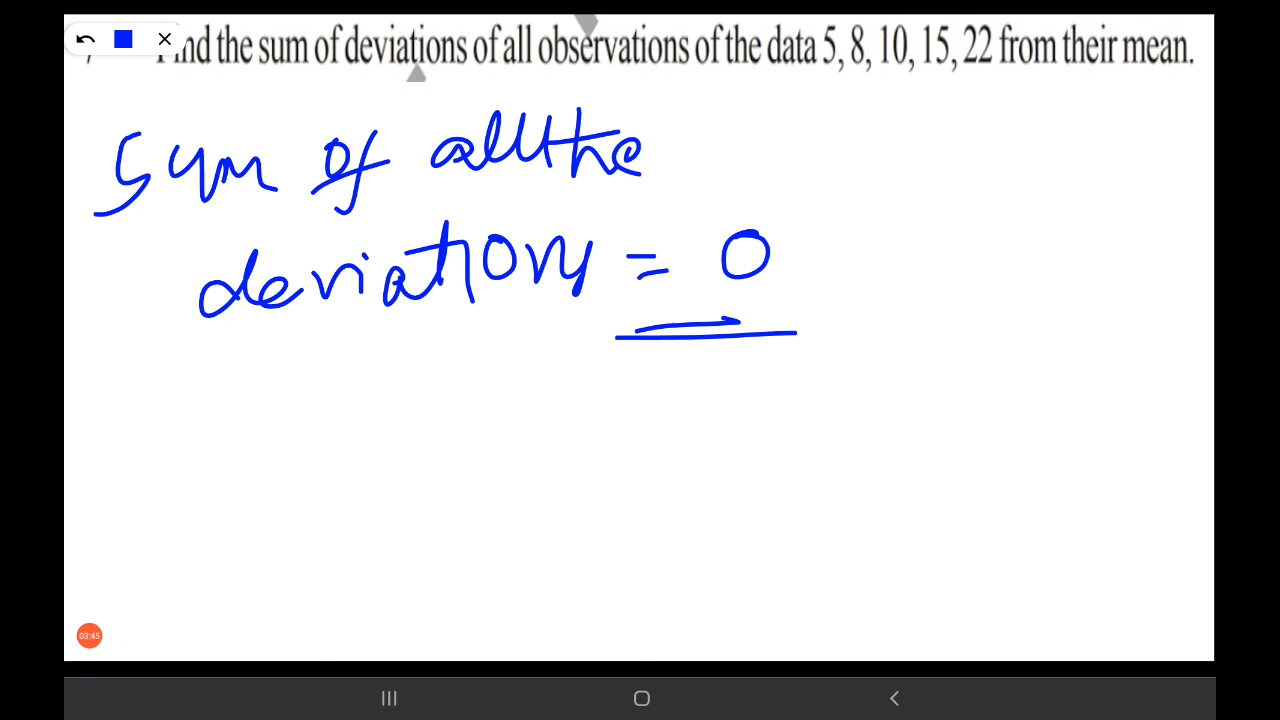 Find the sum of deviations of all observations of the data 5, 8, 10, 15, 22 from their mean.
Sum of all the
deviations = 0
03:45